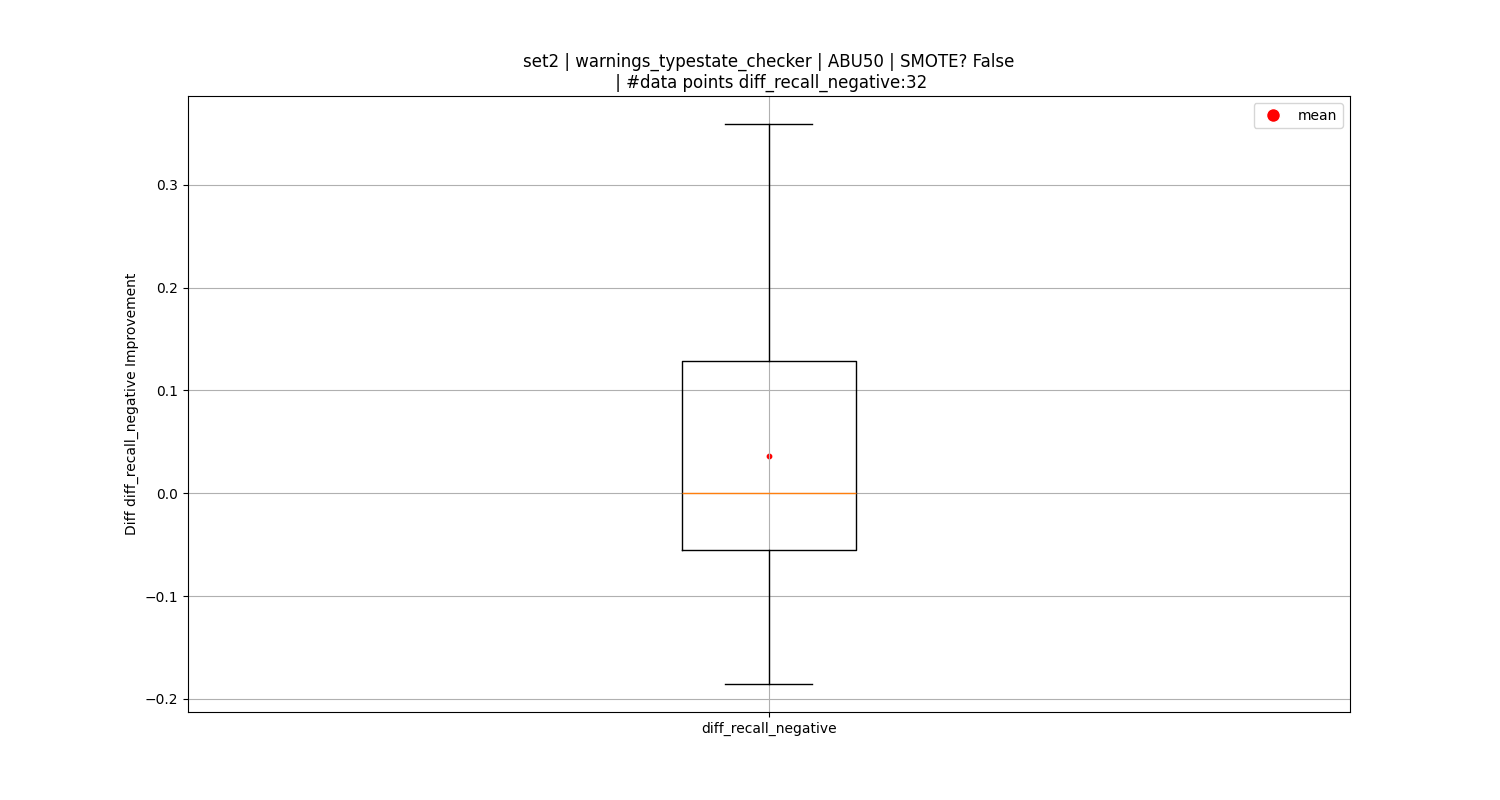 set2 | warnings_typestate_checker | ABU50 | SMOTE? False
| #data points diff_recall_negative:32
mean
0.3
0.2
0.1
0.0
−0.1
−0.2
Diff diff_recall_negative Improvement
diff_recall_negative